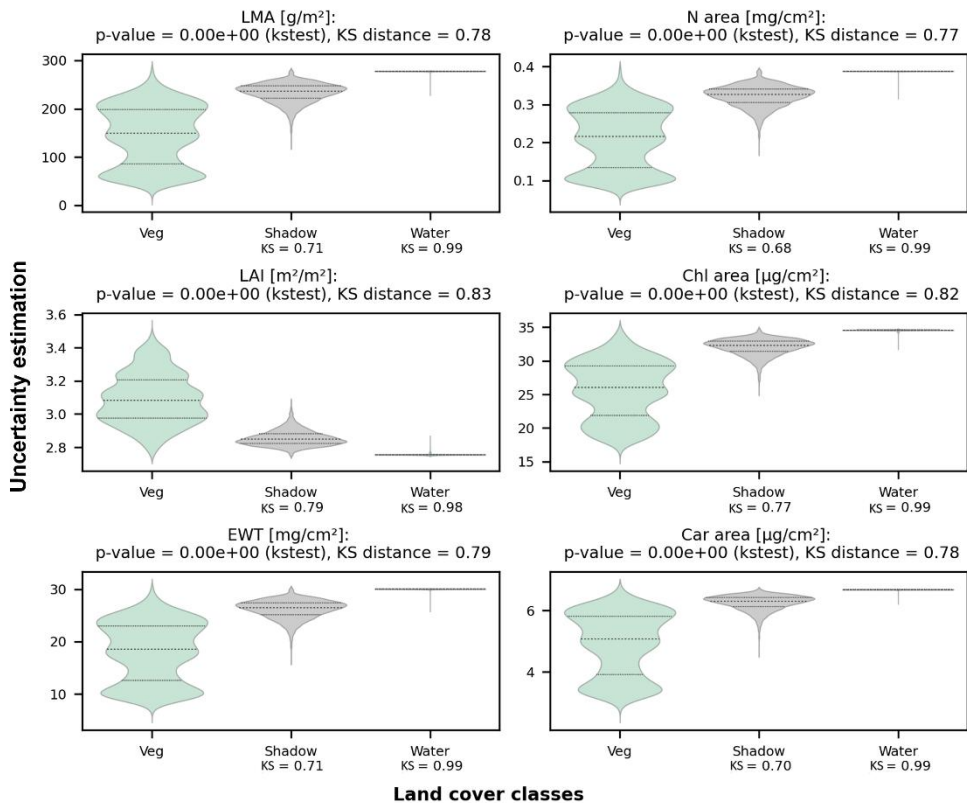 LMA [g/m²]:
p-value = 0.00e+00 (kstest), KS distance = 0.78
300
200
100
0
Veg
Shadow
KS = 0.71
Water
KS = 0.99
N area [mg/cm²]:
p-value = 0.00e+00 (kstest), KS distance = 0.77
0.4
0.3
0.2
0.1
Veg
Shadow
KS = 0.68
Water
KS = 0.99
Uncertainty estimation
LAI [m²/m²]:
p-value = 0.00e+00 (kstest), KS distance = 0.83
3.6
3.4
3.2
3.0
2.8
Veg
Shadow
KS = 0.79
Water
KS = 0.98
Chl area [µg/cm²]:
p-value = 0.00e+00 (kstest), KS distance = 0.82
35
30
25
20
15
Veg
Shadow
KS = 0.77
Water
KS = 0.99
EWT [mg/cm²]:
p-value = 0.00e+00 (kstest), KS distance = 0.79
30
20
10
Veg
Shadow
KS = 0.71
Water
KS = 0.99
Car area [µg/cm²]:
p-value = 0.00e+00 (kstest), KS distance = 0.78
6
4
Veg
Shadow
KS = 0.70
Water
KS = 0.99
Land cover classes